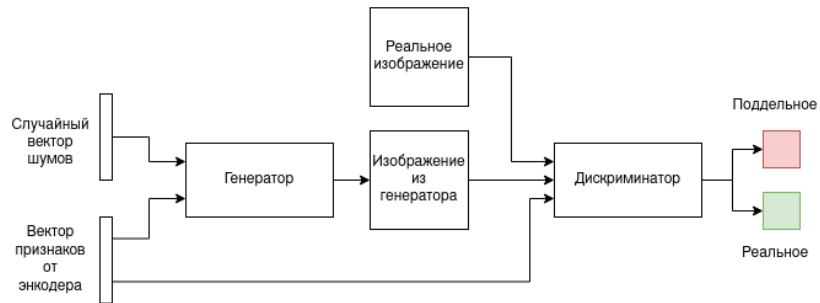 Реальное
изображение
Поддельное
Случайный
вектор
шумов
Генератор
Изображение
из
генератора
Дискриминатор
Вектор
признаков
от
энкодера
Реальное